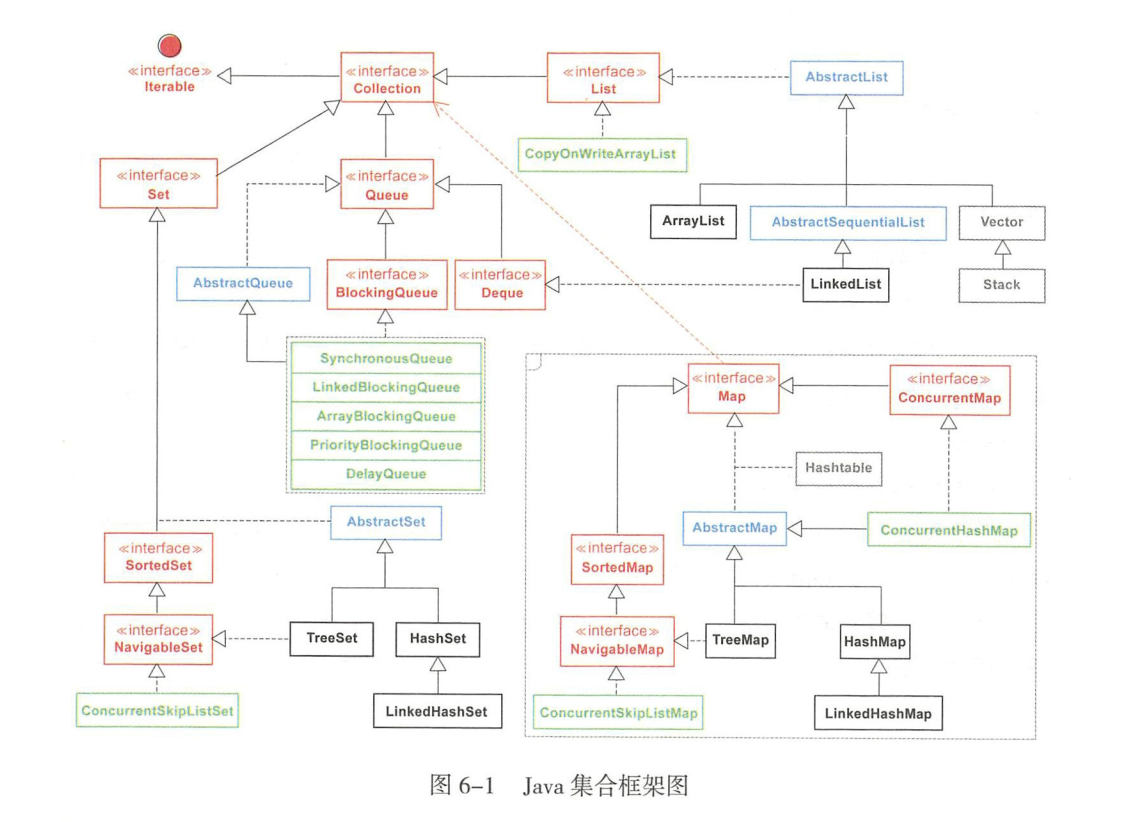 ≪interface≫
Iterable
≪interface≫
Collection
≪interface≫
List
AbstractList
CopyOnWriteArrayList
≪interface≫
Set
≪interface≫
Queue
ArrayList
AbstractSequentialList
Vector
AbstractQueue
≪interface≫
BlockingQueue
≪interface≫
Deque
LinkedList
Stack
SynchronousQueue
LinkedBlockingQueue
ArrayBlockingQueue
PriorityBlockingQueue
DelayQueue
≪interface≫
Map
≪interface≫
ConcurrentMap
Hashtable
AbstractSet
AbstractMap
ConcurrentHashMap
≪interface≫
SortedSet
≪interface≫
SortedMap
≪interface≫
NavigableSet
TreeSet
HashSet
≪interface≫
NavigableMap
TreeMap
HashMap
ConcurrentSkipListSet
LinkedHashSet
ConcurrentSkipListMap
LinkedHashMap
图 6-1 Java 集合框架图